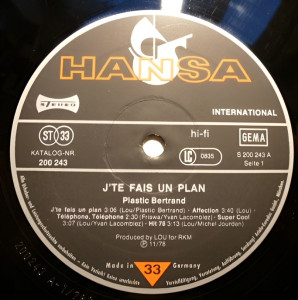 HANSA
STEREO
INTERNATIONAL
ST 33
hi-fi
GEMA
KATALOG-NR.
200 243
LC 0835
S 200 243 A
Seite 1
J'TE FAIS UN PLAN
Plastic Bertrand
J'te fais un plan 3:06 (Lou/Plastic Bertrand) · Affection 3:40 (Lou) ·
Téléphone, Téléphone 2:30 (Friswa/Yvan Lacomblez) · Super Cool
3:07 (Lou/Yvan Lacomblez) · Hit 78 3:13 (Lou/Michel Jourdan)
Produced by LOU for RKM
Ⓟ 11/78
Made in 33 Germany